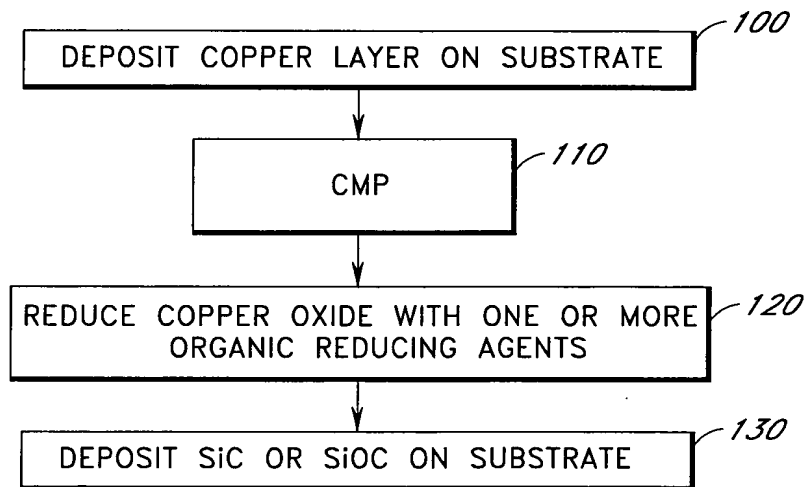 100
DEPOSIT COPPER LAYER ON SUBSTRATE
110
CMP
120
REDUCE COPPER OXIDE WITH ONE OR MORE
ORGANIC REDUCING AGENTS
130
DEPOSIT SiC OR SiOC ON SUBSTRATE